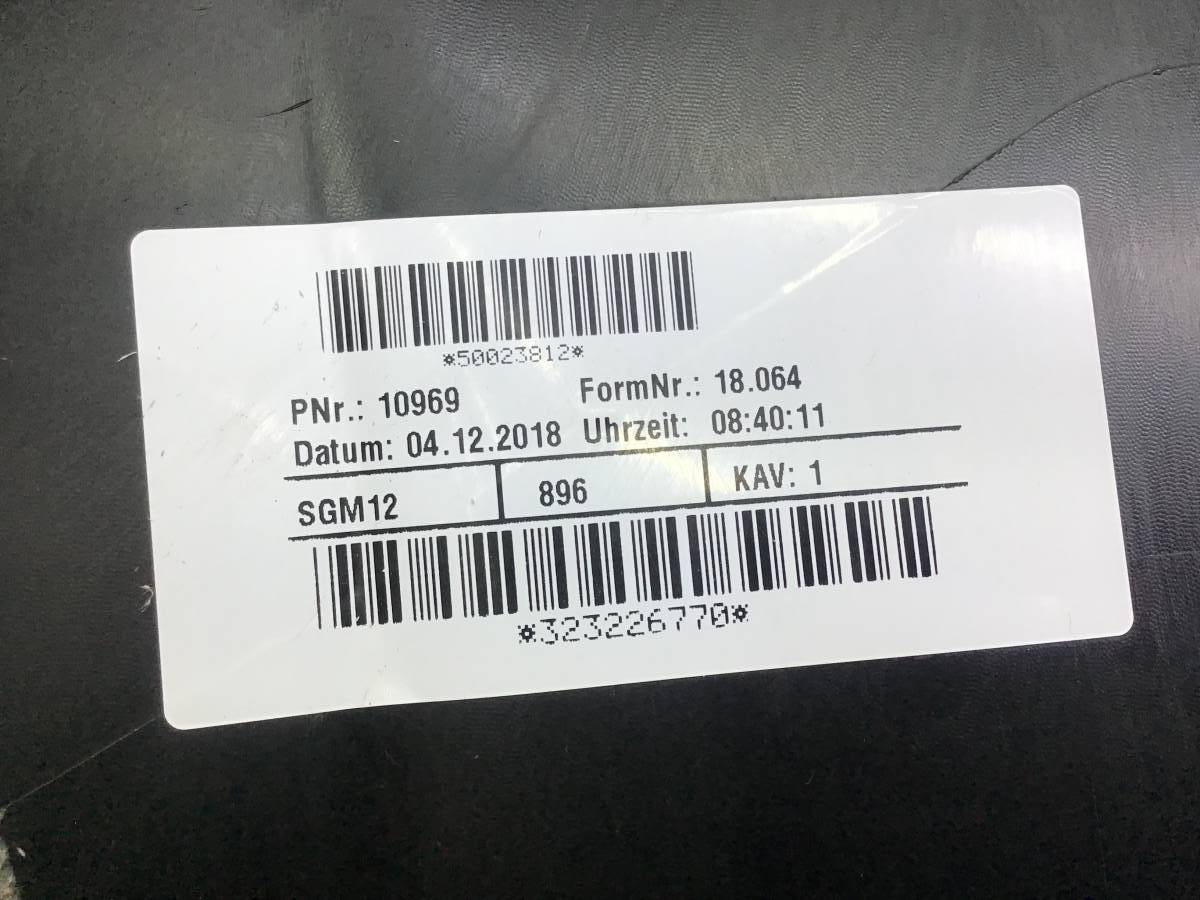 *50023812*
PNr.: 10969 FormNr.: 18.064
Datum: 04.12.2018 Uhrzeit: 08:40:11
SGM12 896 KAV: 1
*323226770*